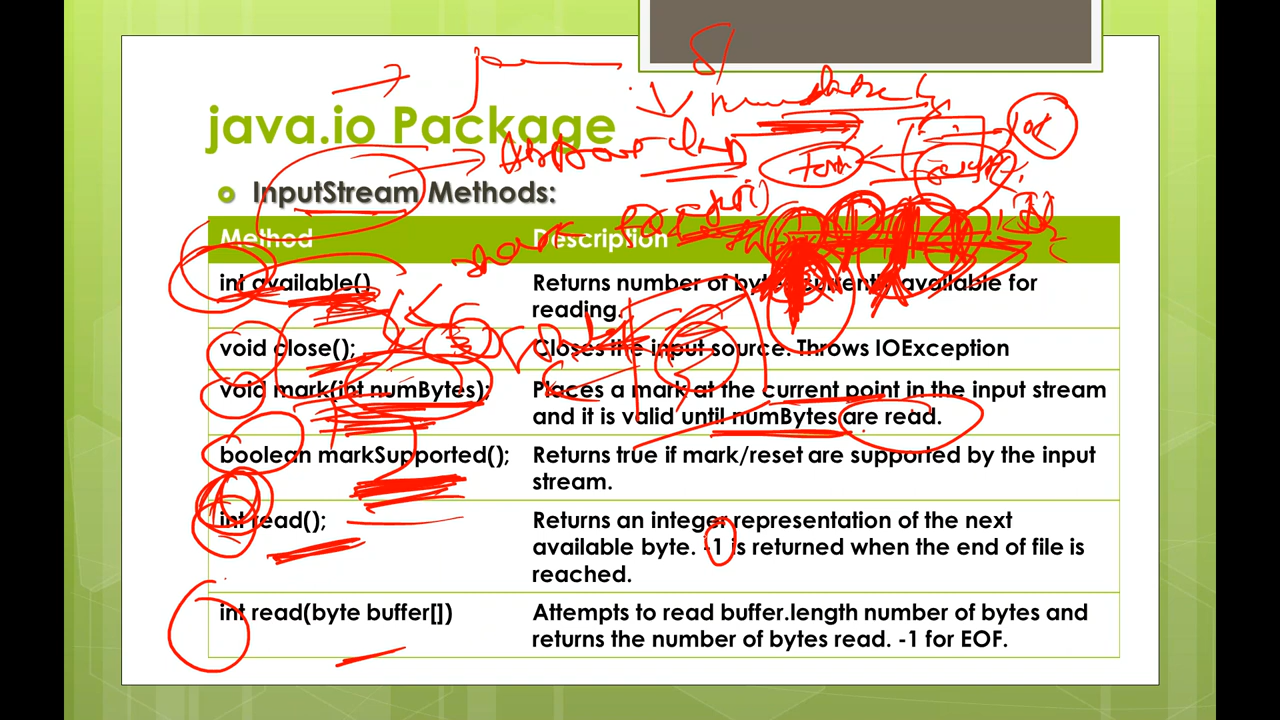 java.io Package
InputStream Methods:
Method Description
int available() Returns number of bytes currently available for
reading.
void close(); Closes the input source. Throws IOException
void mark(int numBytes); Places a mark at the current point in the input stream
and it is valid until numBytes are read.
boolean markSupported(); Returns true if mark/reset are supported by the input
stream.
int read(); Returns an integer representation of the next
available byte. -1 is returned when the end of file is
reached.
int read(byte buffer[]) Attempts to read buffer.length number of bytes and
returns the number of bytes read. -1 for EOF.